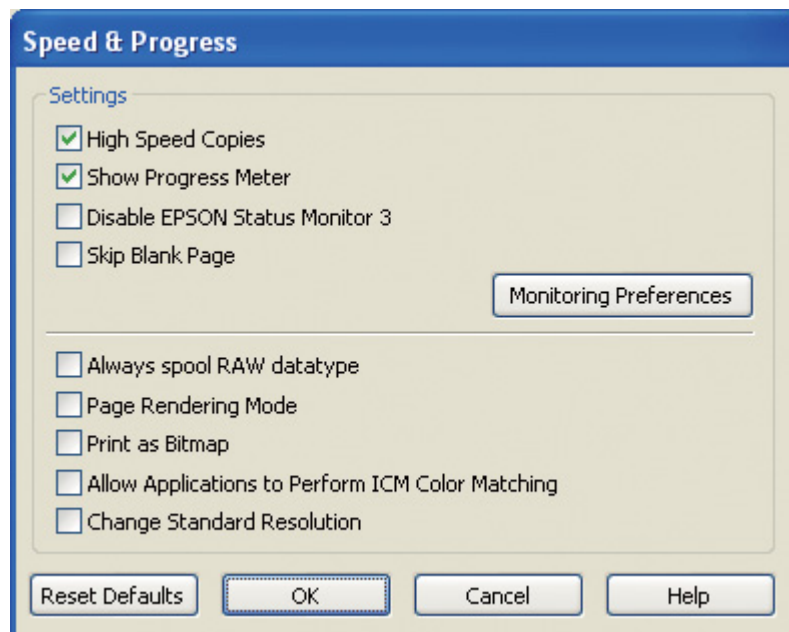 Speed & Progress
Settings
High Speed Copies
Show Progress Meter
Disable EPSON Status Monitor 3
Skip Blank Page
Monitoring Preferences
Always spool RAW datatype
Page Rendering Mode
Print as Bitmap
Allow Applications to Perform ICM Color Matching
Change Standard Resolution
Reset Defaults OK Cancel Help